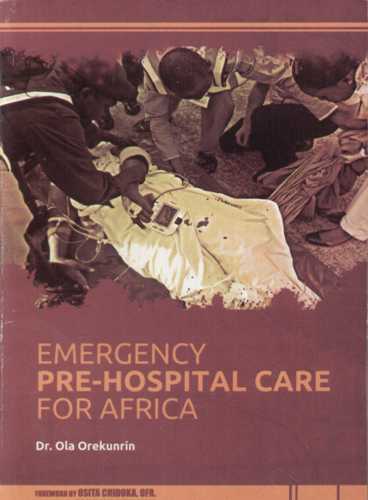 EMERGENCY
PRE-HOSPITAL CARE
FOR AFRICA
Dr. Ola Orekunrin
FOREWORD BY OSITA CHIDOKA, OFR.